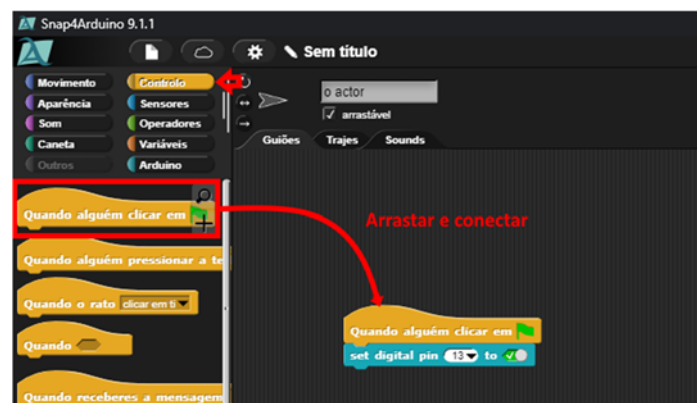 Snap4Arduino 9.1.1
Sem título
Movimento Controlo
Aparência Sensores
Som Operadores
Caneta Variáveis
Outros Arduino
o actor
arrastável
Guiões Trajes Sounds
Quando alguém clicar em
Quando alguém pressionar a te
Quando o rato clicar em ti
Quando
Quando receberes a mensagem
Arrastar e conectar
Quando alguém clicar em
set digital pin 13 to